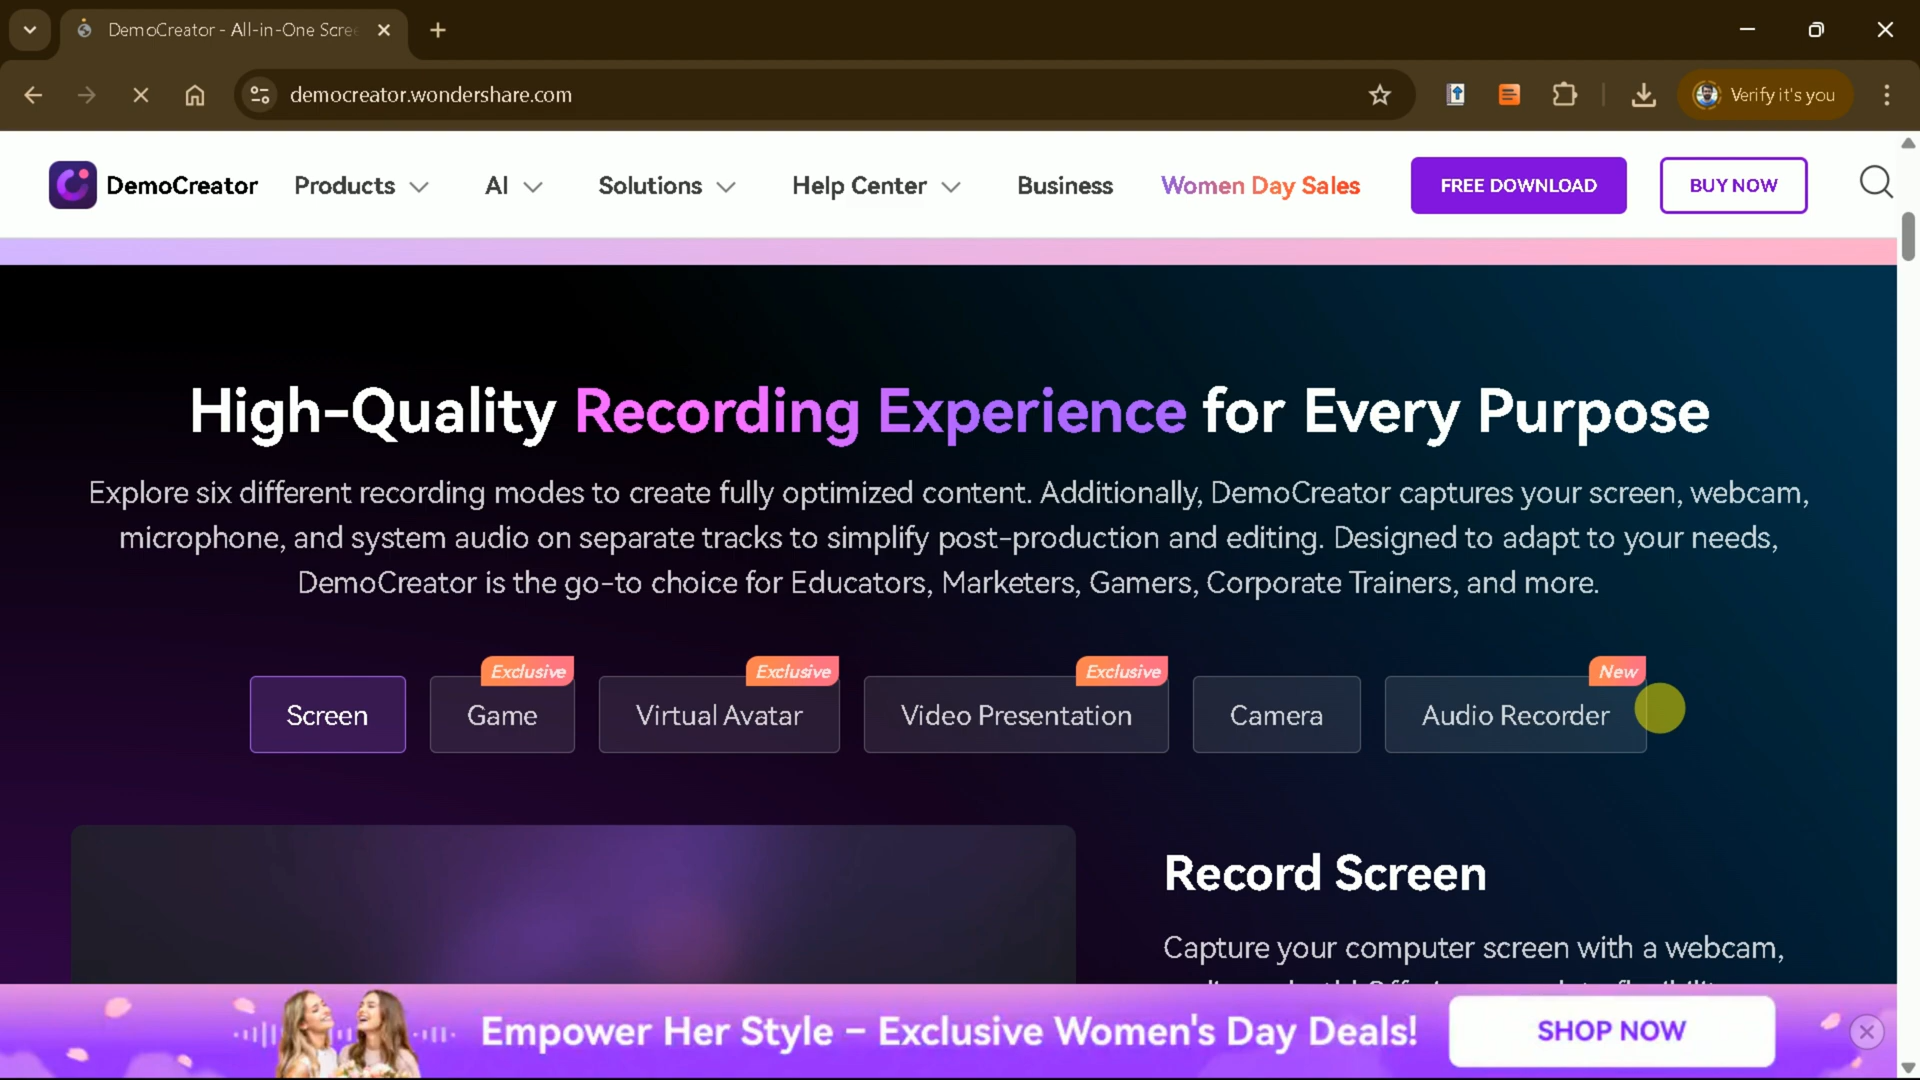 DemoCreator - All-in-One Scre
democreator.wondershare.com
Verify it's you
DemoCreator
Products
AI
Solutions
Help Center
Business
Women Day Sales
FREE DOWNLOAD
BUY NOW
High-Quality Recording Experience for Every Purpose
Explore six different recording modes to create fully optimized content. Additionally, DemoCreator captures your screen, webcam,
microphone, and system audio on separate tracks to simplify post-production and editing. Designed to adapt to your needs,
DemoCreator is the go-to choice for Educators, Marketers, Gamers, Corporate Trainers, and more.
Exclusive
Exclusive
Exclusive
New
Screen
Game
Virtual Avatar
Video Presentation
Camera
Audio Recorder
Record Screen
Capture your computer screen with a webcam,
Empower Her Style – Exclusive Women's Day Deals!
SHOP NOW